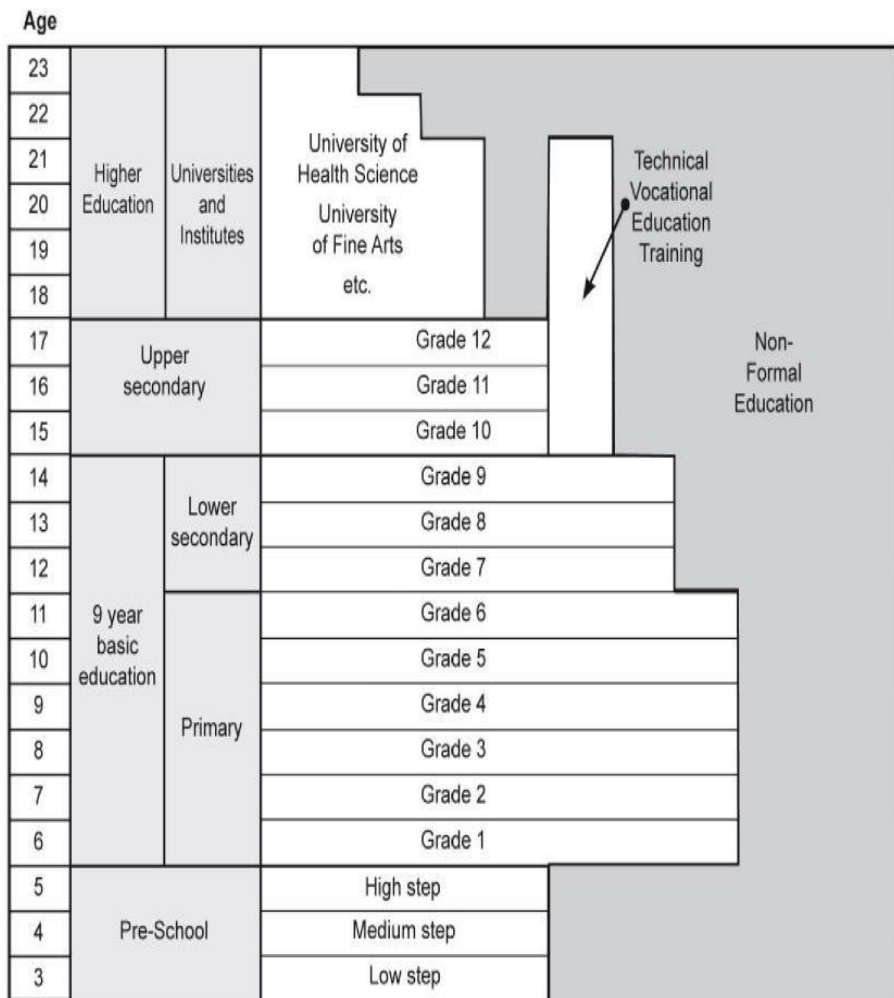 Age
23
22
21
20
19
18
17
16
15
14
13
12
11
10
9
8
7
6
5
4
3
Higher
Education
Universities
and
Institutes
University of
Health Science
University
of Fine Arts
etc.
Technical
Vocational
Education
Training
Non-
Formal
Education
Upper
secondary
Grade 12
Grade 11
Grade 10
9 year
basic
education
Lower
secondary
Grade 9
Grade 8
Grade 7
Primary
Grade 6
Grade 5
Grade 4
Grade 3
Grade 2
Grade 1
Pre-School
High step
Medium step
Low step